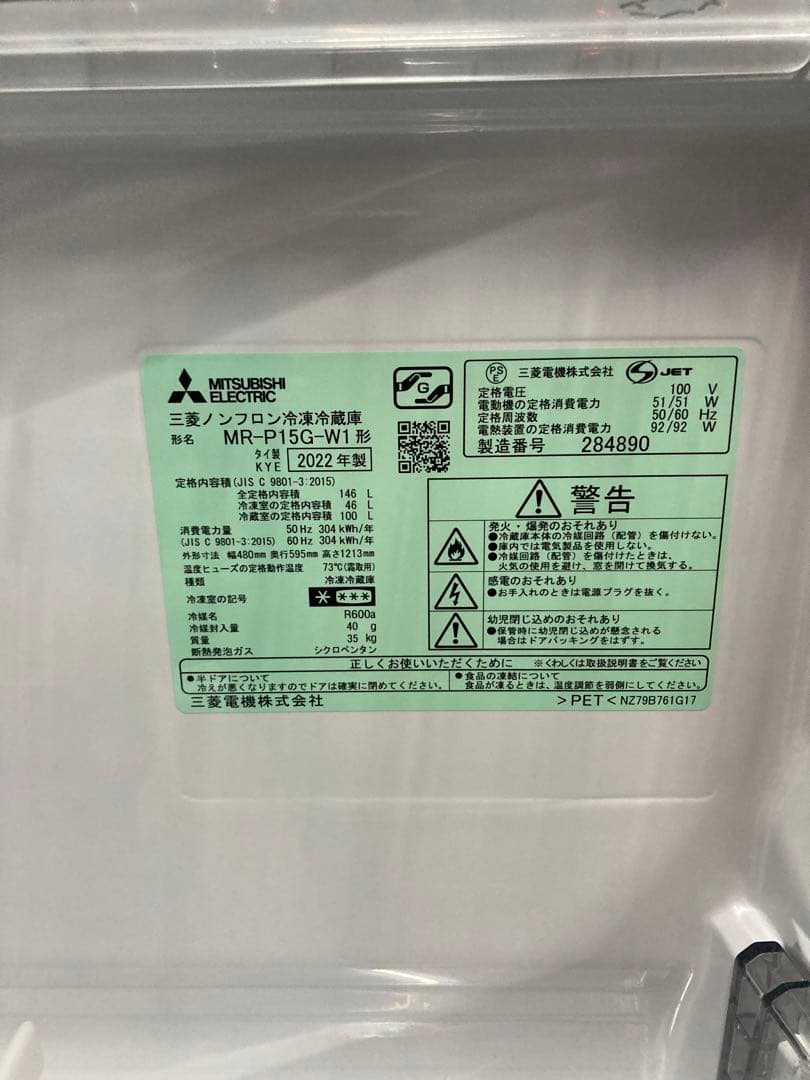 MITSUBISHI
ELECTRIC
三菱ノンフロン冷凍冷蔵庫
形名 MR-P15G-W1形
タイ製
KYE 2022年製
G
PS
E
三菱電機株式会社 S JET
定格電圧 100 V
電動機の定格消費電力 51/51 W
定格周波数 50/60 Hz
電熱装置の定格消費電力 92/92 W
製造番号 284890
定格内容積(JIS C 9801-3:2015)
全定格内容積 146 L
冷凍室の定格内容積 46 L
冷蔵室の定格内容積 100 L
消費電力量 50Hz 304kWh/年
(JIS C 9801-3:2015) 60Hz 304kWh/年
外形寸法 幅480mm 奥行595mm 高さ1213mm
温度ヒューズの定格動作温度 73℃(霜取用)
種類 冷凍冷蔵庫
冷凍室の記号
冷媒名 R600a
冷媒封入量 40 g
質量 35 kg
断熱発泡ガス シクロペンタン
警告
発火・爆発のおそれあり
●冷蔵庫本体の冷媒回路(配管)を傷付けない。
●庫内では電気製品を使用しない。
●冷媒回路(配管)を傷付けたときは、
火気の使用を避け、窓を開けて換気する。
感電のおそれあり
●お手入れのときは電源プラグを抜く。
幼児閉じ込めのおそれあり
●保管時に幼児閉じ込めが懸念される
場合はドアパッキングをはずす。
正しくお使いいただくために ※くわしくは取扱説明書をご覧ください
●半ドアについて
冷えが悪くなりますのでドアは確実に閉めてください。
●食品の凍結について
食品が凍るときは、温度調節を弱側にしてください。
三菱電機株式会社 >PET< NZ79B761G17